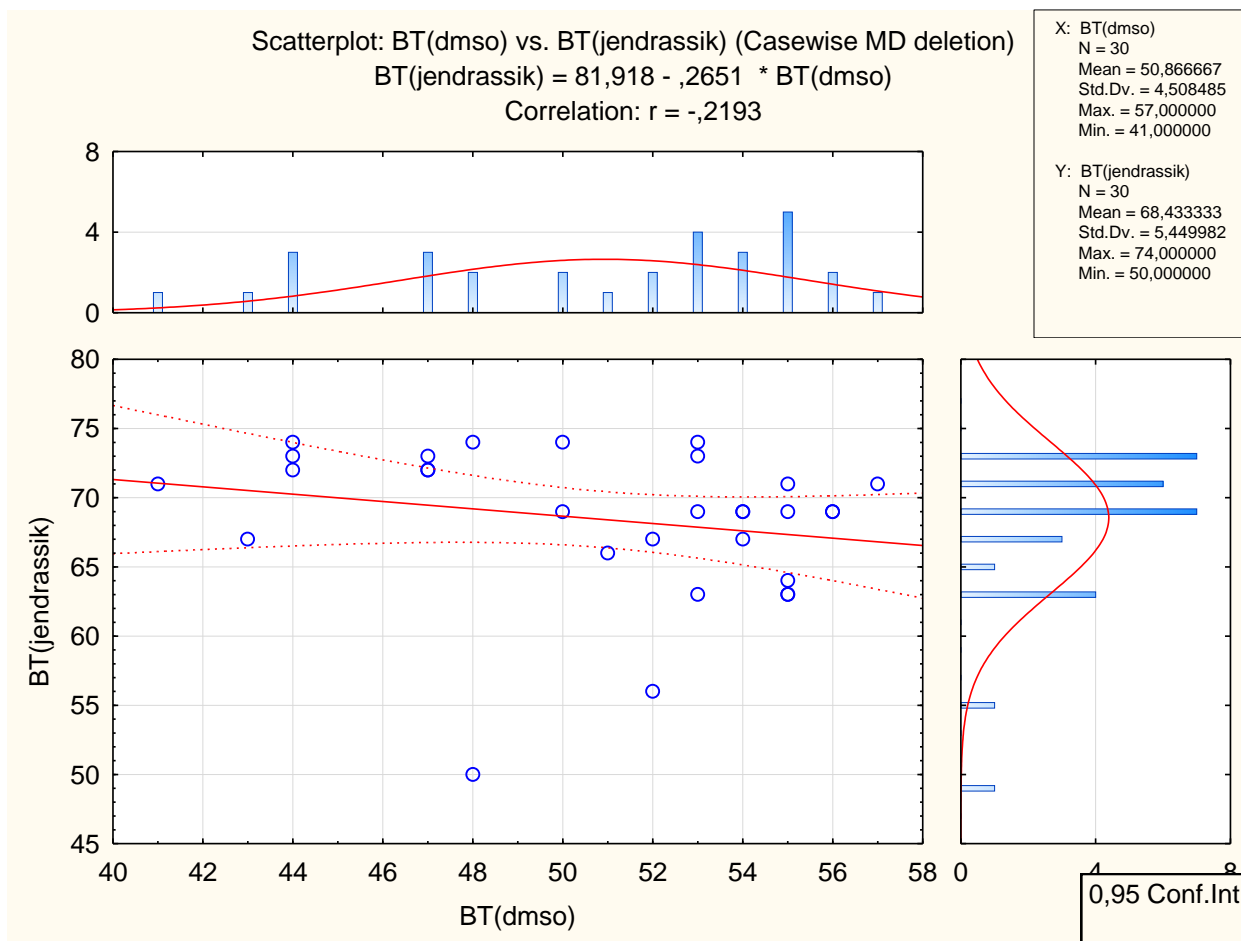 Scatterplot: BT(dmso) vs. BT(jendrassik) (Casewise MD deletion)
BT(jendrassik) = 81,918 - ,2651 * BT(dmso)
Correlation: r = -,2193
X: BT(dmso)
N = 30
Mean = 50,866667
Std.Dv. = 4,508485
Max. = 57,000000
Min. = 41,000000
Y: BT(jendrassik)
N = 30
Mean = 68,433333
Std.Dv. = 5,449982
Max. = 74,000000
Min. = 50,000000
8
4
0
80
75
70
65
60
55
50
45
BT(jendrassik)
40 42 44 46 48 50 52 54 56 58
BT(dmso)
0 4 8
0,95 Conf.Int